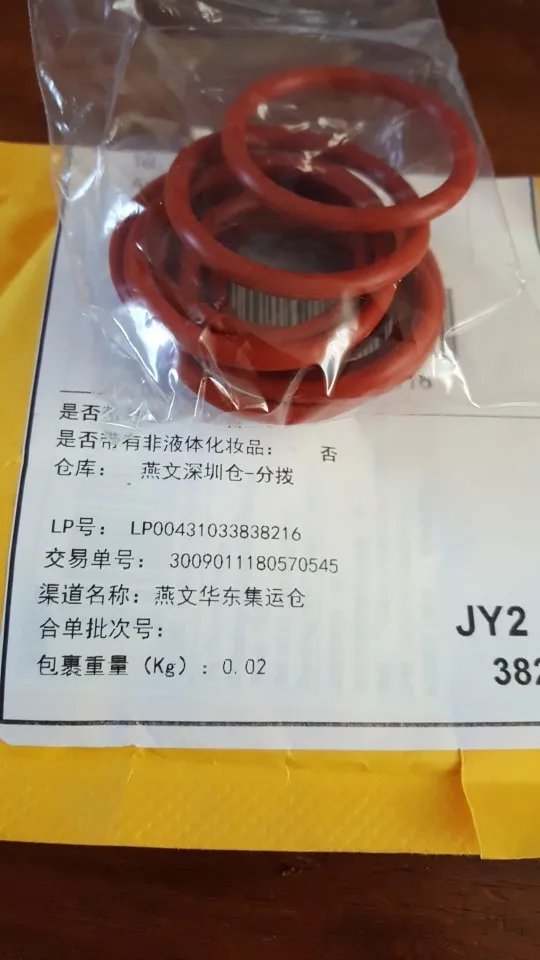 是否
是否带有非液体化妆品： 否
仓库： 燕文深圳仓-分拨
LP号： LP00431033838216
交易单号： 3009011180570545
渠道名称：燕文华东集运仓
合单批次号：
包裹重量（Kg）：0.02
JY2
382